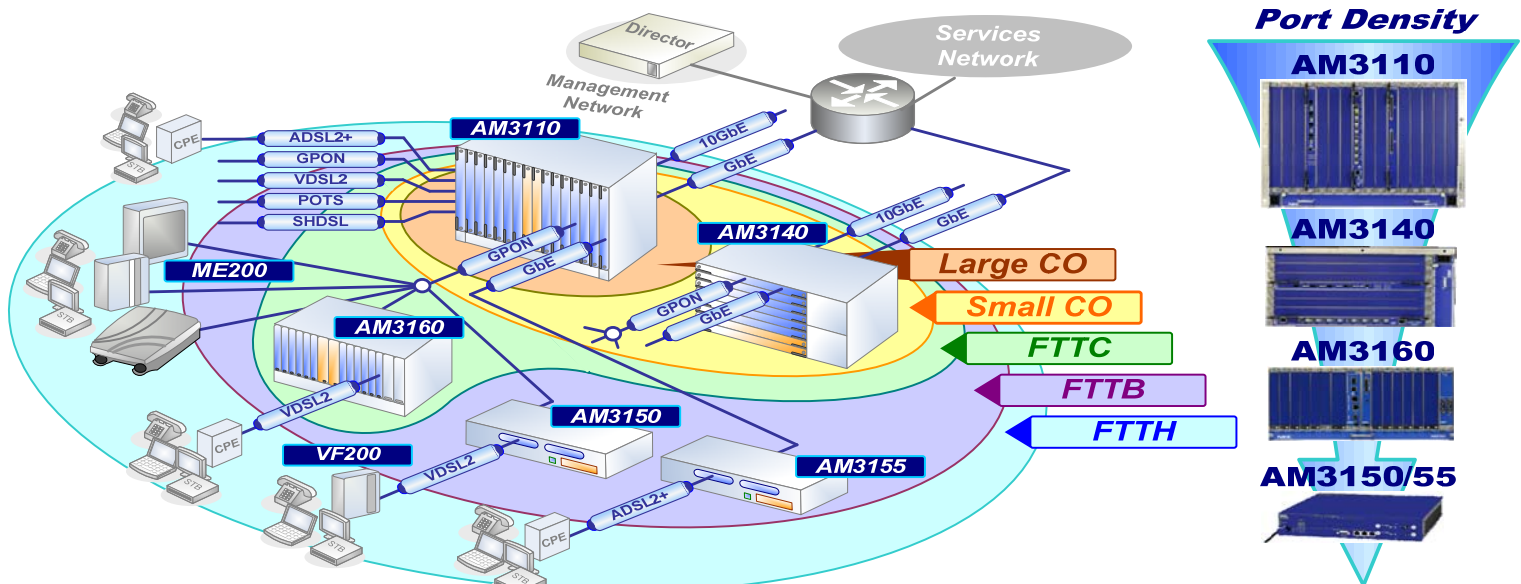 Port Density
Director
Services
Network
Management
Network
AM3110
AM3110
10GbE
GbE
CPE
STB
ADSL2+
GPON
VDSL2
POTS
SHDSL
10GbE
GbE
AM3140
AM3140
GPON
GbE
Large CO
ME200
STB
GPON
GbE
Small CO
AM3160
AM3160
FTTC
VDSL2
FTTB
AM3150
FTTH
CPE
STB
VF200
VDSL2
AM3155
AM3150/55
ADSL2+
STB
CPE
STB